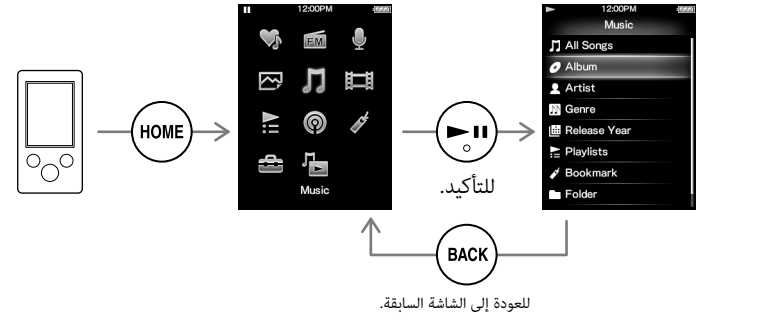 12:00PM
FM
Music
HOME
للتأكيد.
12:00PM
Music
All Songs
Album
Artist
Genre
Release Year
Playlists
Bookmark
Folder
BACK
للعودة إلى الشاشة السابقة.